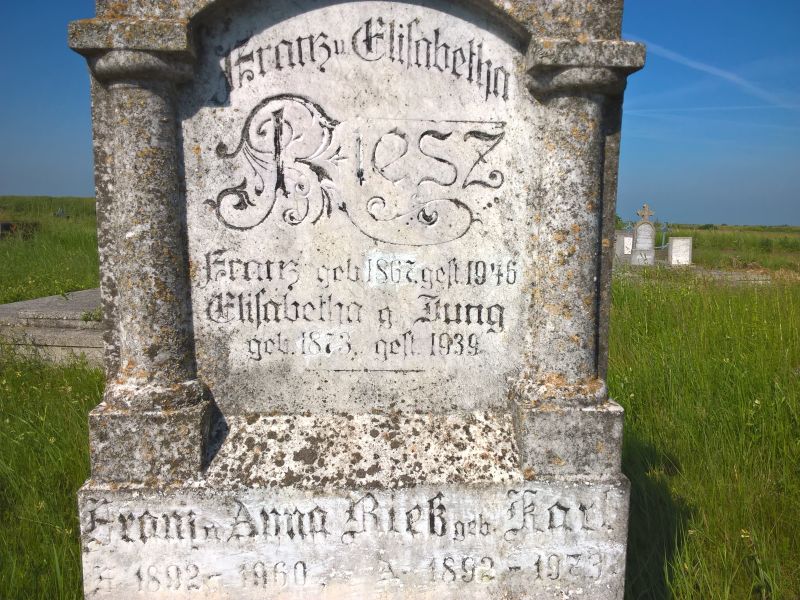 Franz u Elisabetha
Riesz
Franz geb. 1867. gest. 1946
Elisabetha g. Jung
geb. 1873. gest. 1939
Franz u Anna Rieß geb. Karl
F 1892 - 1960 A- 1892 - 1973